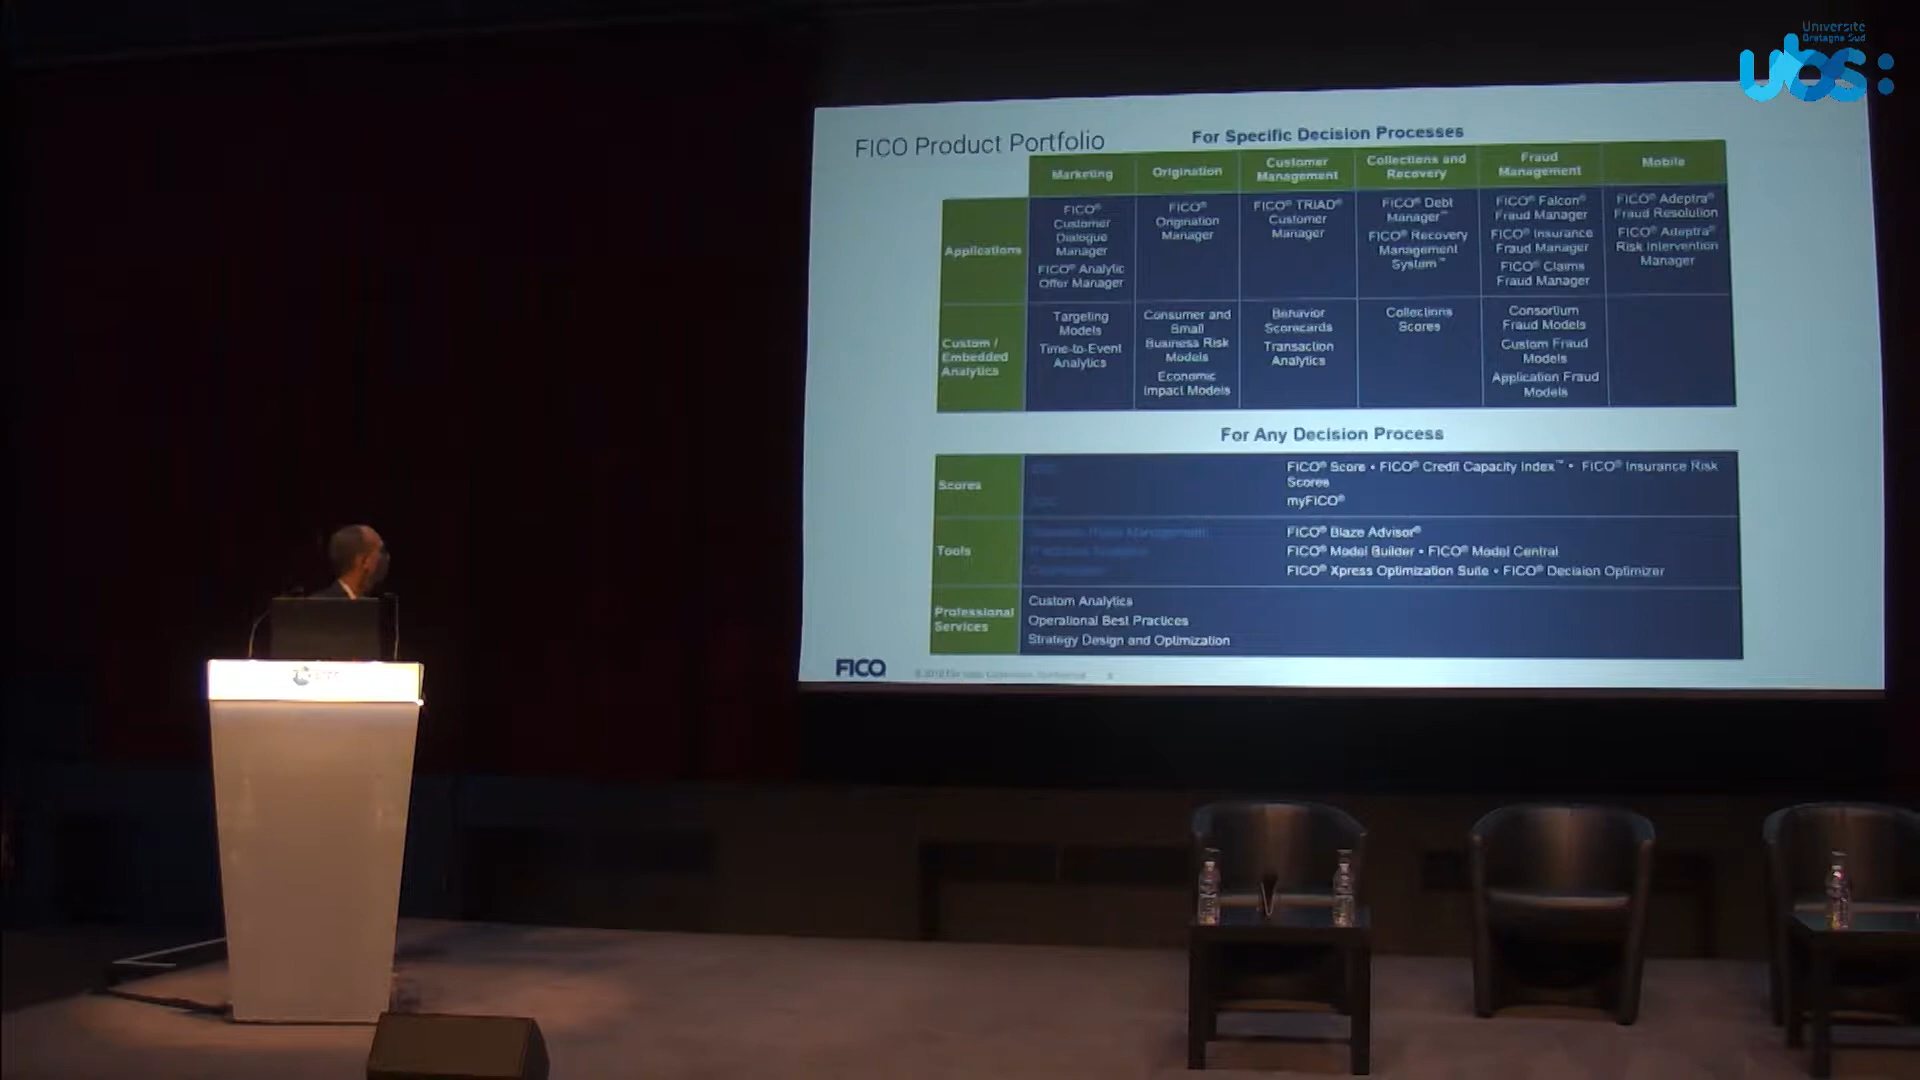 Université
Bretagne Sud
ubs:
FICO Product Portfolio
For Specific Decision Processes
Marketing
Origination
Customer
Management
Collections and
Recovery
Fraud
Management
Mobile
Applications
FICO®
Customer
Dialogue
Manager
FICO® Analytic
Offer Manager
FICO®
Origination
Manager
FICO® TRIAD®
Customer
Manager
FICO® Debt
Manager™
FICO® Recovery
Management
System™
FICO® Falcon®
Fraud Manager
FICO® Insurance
Fraud Manager
FICO® Claims
Fraud Manager
FICO® Adeptra®
Fraud Resolution
FICO® Adeptra®
Risk Intervention
Manager
Custom /
Embedded
Analytics
Targeting
Models
Time-to-Event
Analytics
Consumer and
Small
Business Risk
Models
Economic
Impact Models
Behavior
Scorecards
Transaction
Analytics
Collections
Scores
Consortium
Fraud Models
Custom Fraud
Models
Application Fraud
Models
For Any Decision Process
Scores
FICO® Score • FICO® Credit Capacity Index™ • FICO® Insurance Risk
Scores
myFICO®
Tools
FICO® Blaze Advisor®
FICO® Model Builder • FICO® Model Central
FICO® Xpress Optimization Suite • FICO® Decision Optimizer
Professional
Services
Custom Analytics
Operational Best Practices
Strategy Design and Optimization
FICO